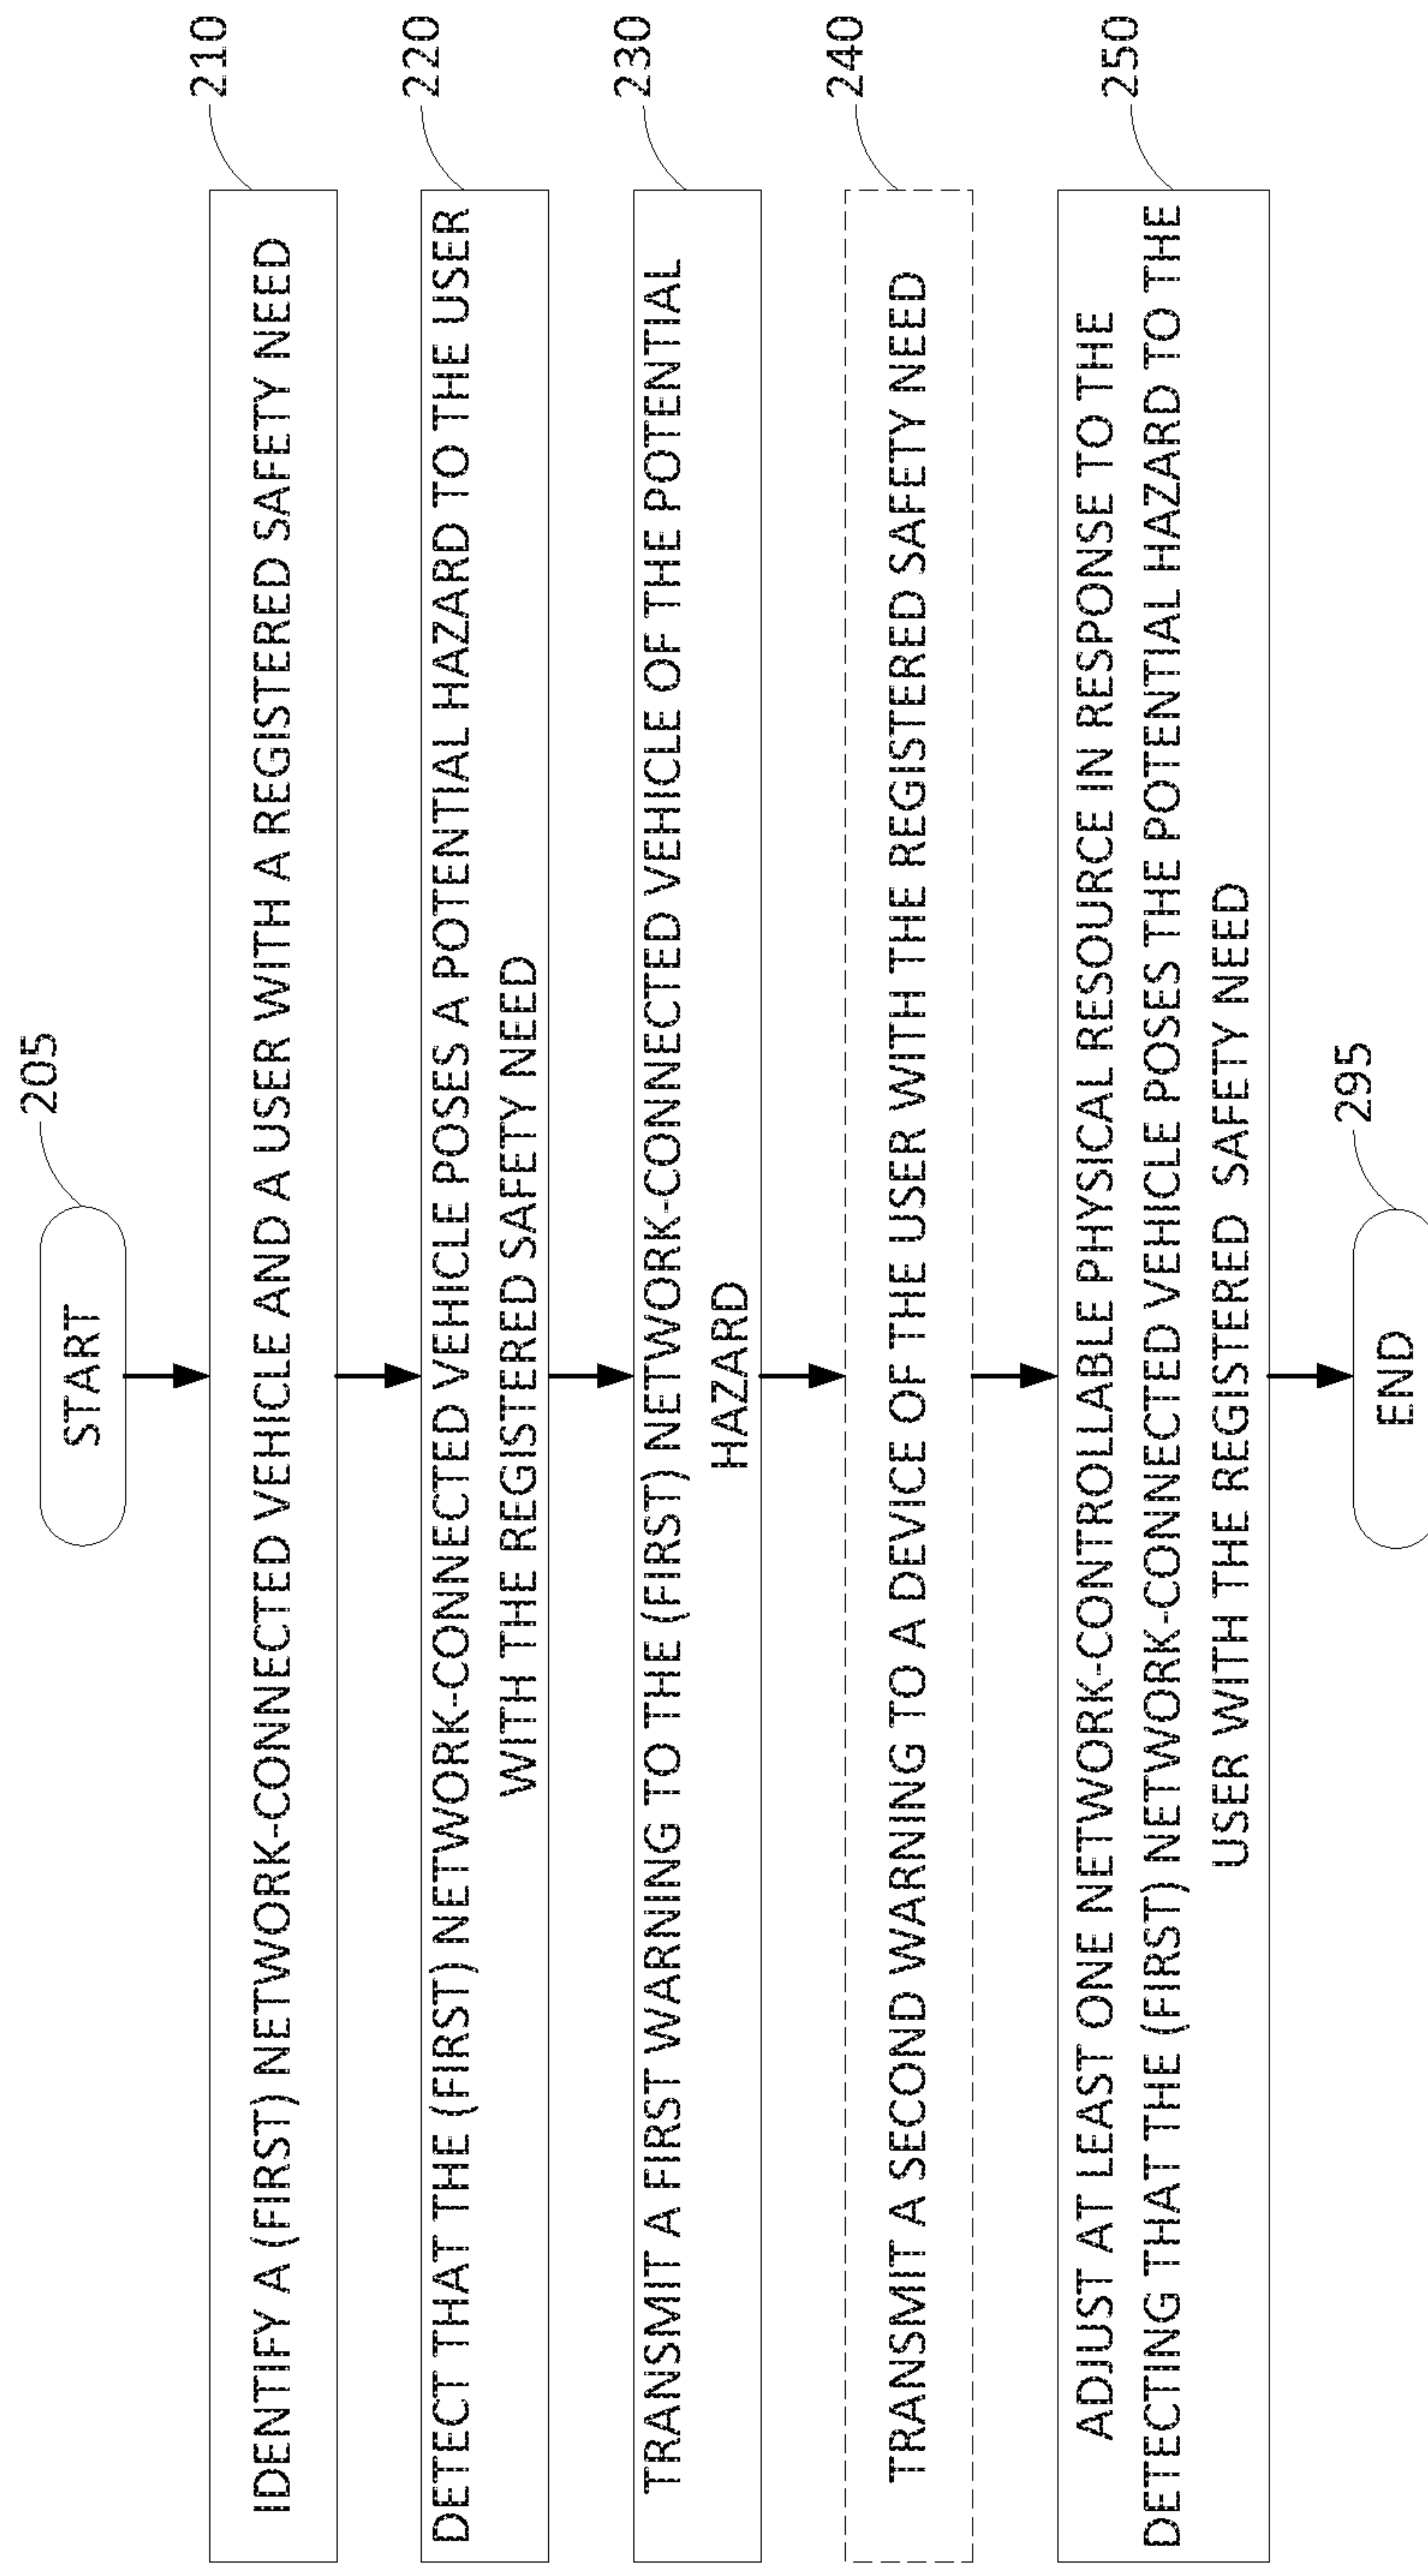 205
START
210
IDENTIFY A (FIRST) NETWORK-CONNECTED VEHICLE AND A USER WITH A REGISTERED SAFETY NEED
220
DETECT THAT THE (FIRST) NETWORK-CONNECTED VEHICLE POSES A POTENTIAL HAZARD TO THE USER
WITH THE REGISTERED SAFETY NEED
230
TRANSMIT A FIRST WARNING TO THE (FIRST) NETWORK-CONNECTED VEHICLE OF THE POTENTIAL
HAZARD
240
TRANSMIT A SECOND WARNING TO A DEVICE OF THE USER WITH THE REGISTERED SAFETY NEED
250
ADJUST AT LEAST ONE NETWORK-CONTROLLABLE PHYSICAL RESOURCE IN RESPONSE TO THE
DETECTING THAT THE (FIRST) NETWORK-CONNECTED VEHICLE POSES THE POTENTIAL HAZARD TO THE
USER WITH THE REGISTERED SAFETY NEED
295
END